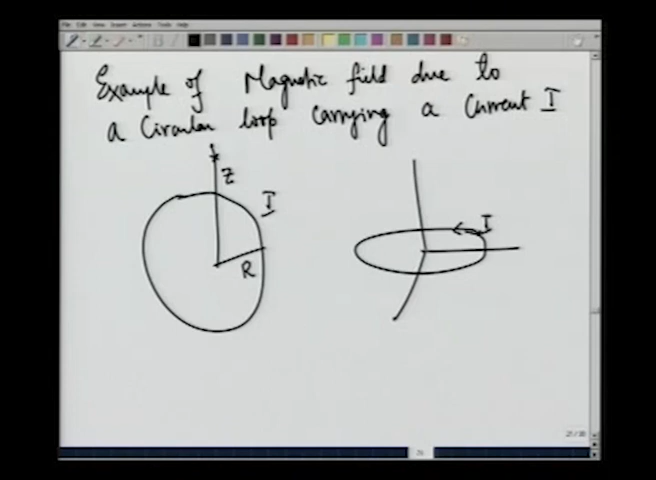 Example of Magnetic field due to
a Circular loop Carrying a Current I
Z
I
R
I